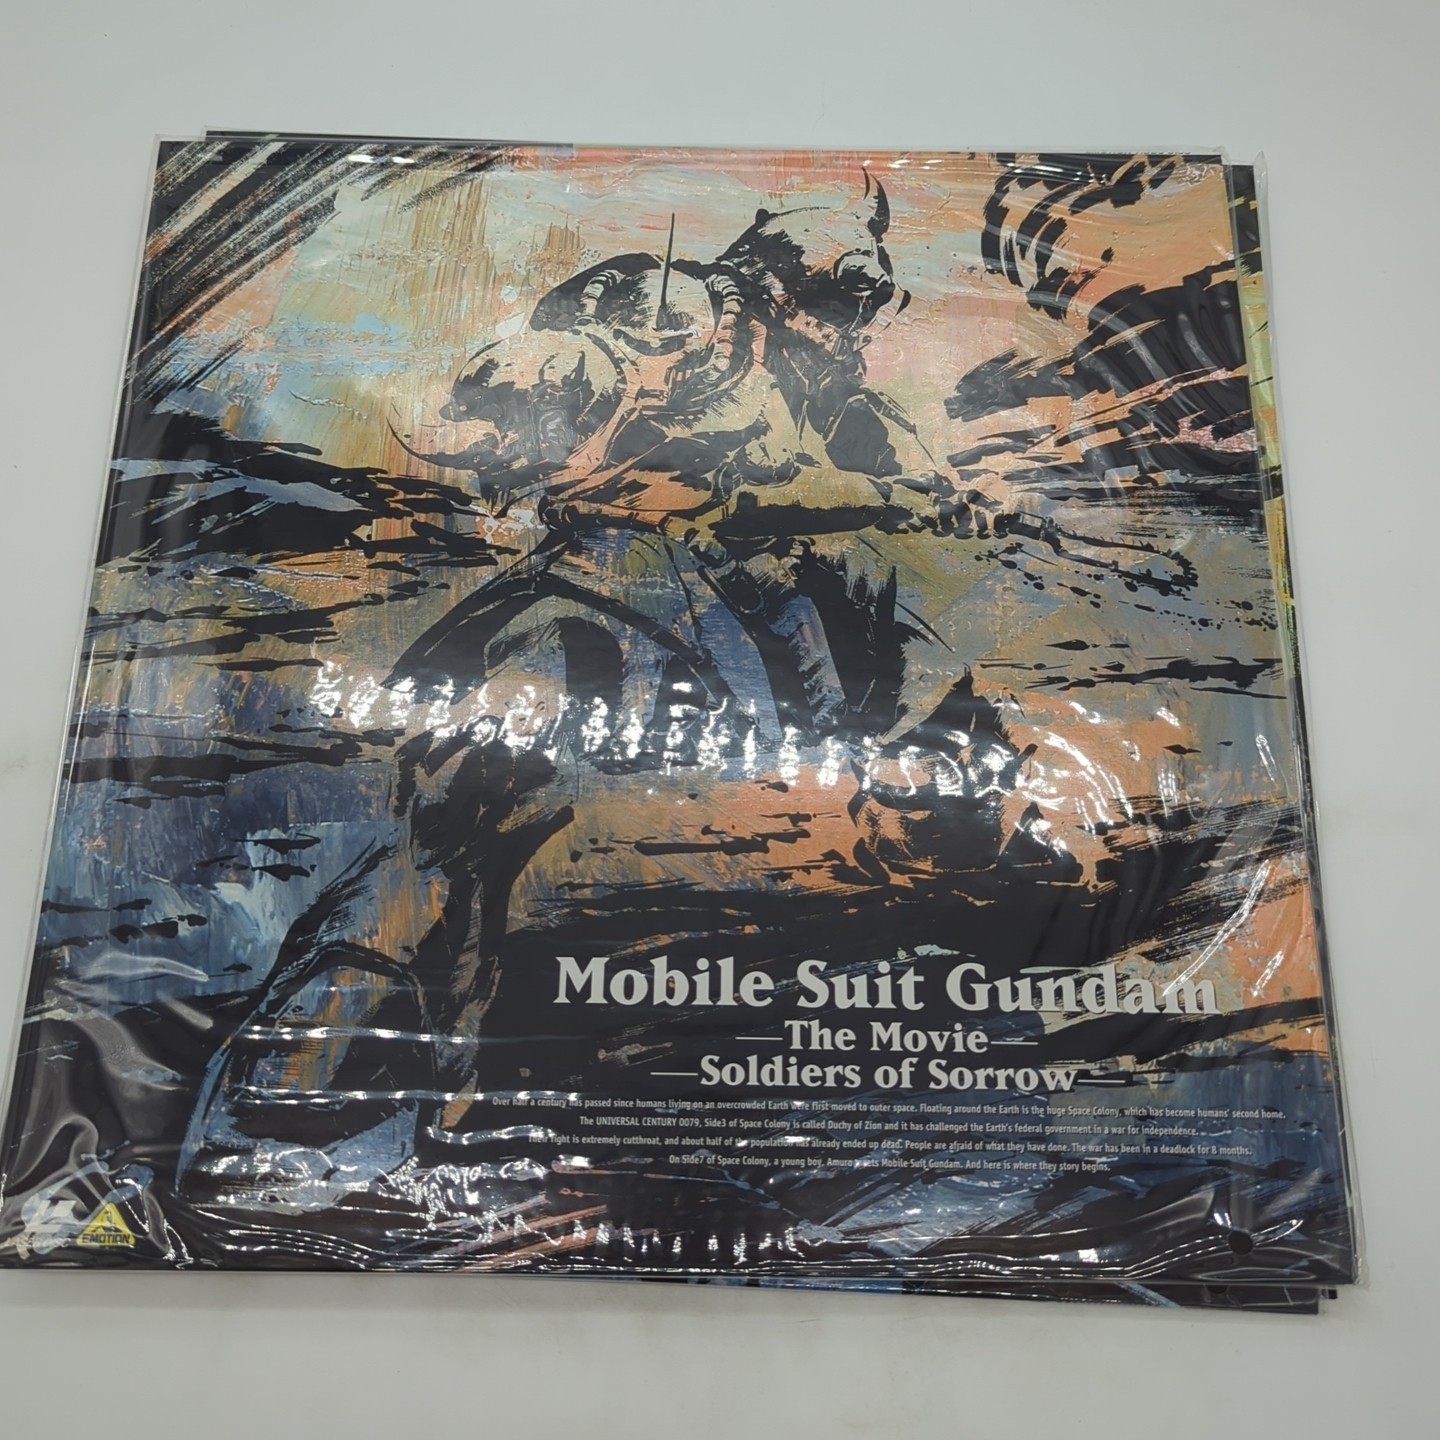 Mobile Suit Gundam
—The Movie—
—Soldiers of Sorrow—
Over half a century has passed since humans living on an overcrowded Earth were first moved to outer space. Floating around the Earth is the huge Space Colony, which has become humans' second home.
The UNIVERSAL CENTURY 0079, Side3 of Space Colony is called Duchy of Zion and it has challenged the Earth's federal government in a war for independence.
Their fight is extremely cutthroat, and about half of the population has already ended up dead. People are afraid of what they have done. The war has been in a deadlock for 8 months.
On Side7 of Space Colony, a young boy, Amuro gets Mobile Suit Gundam. And here is where they story begins.
EMOTION